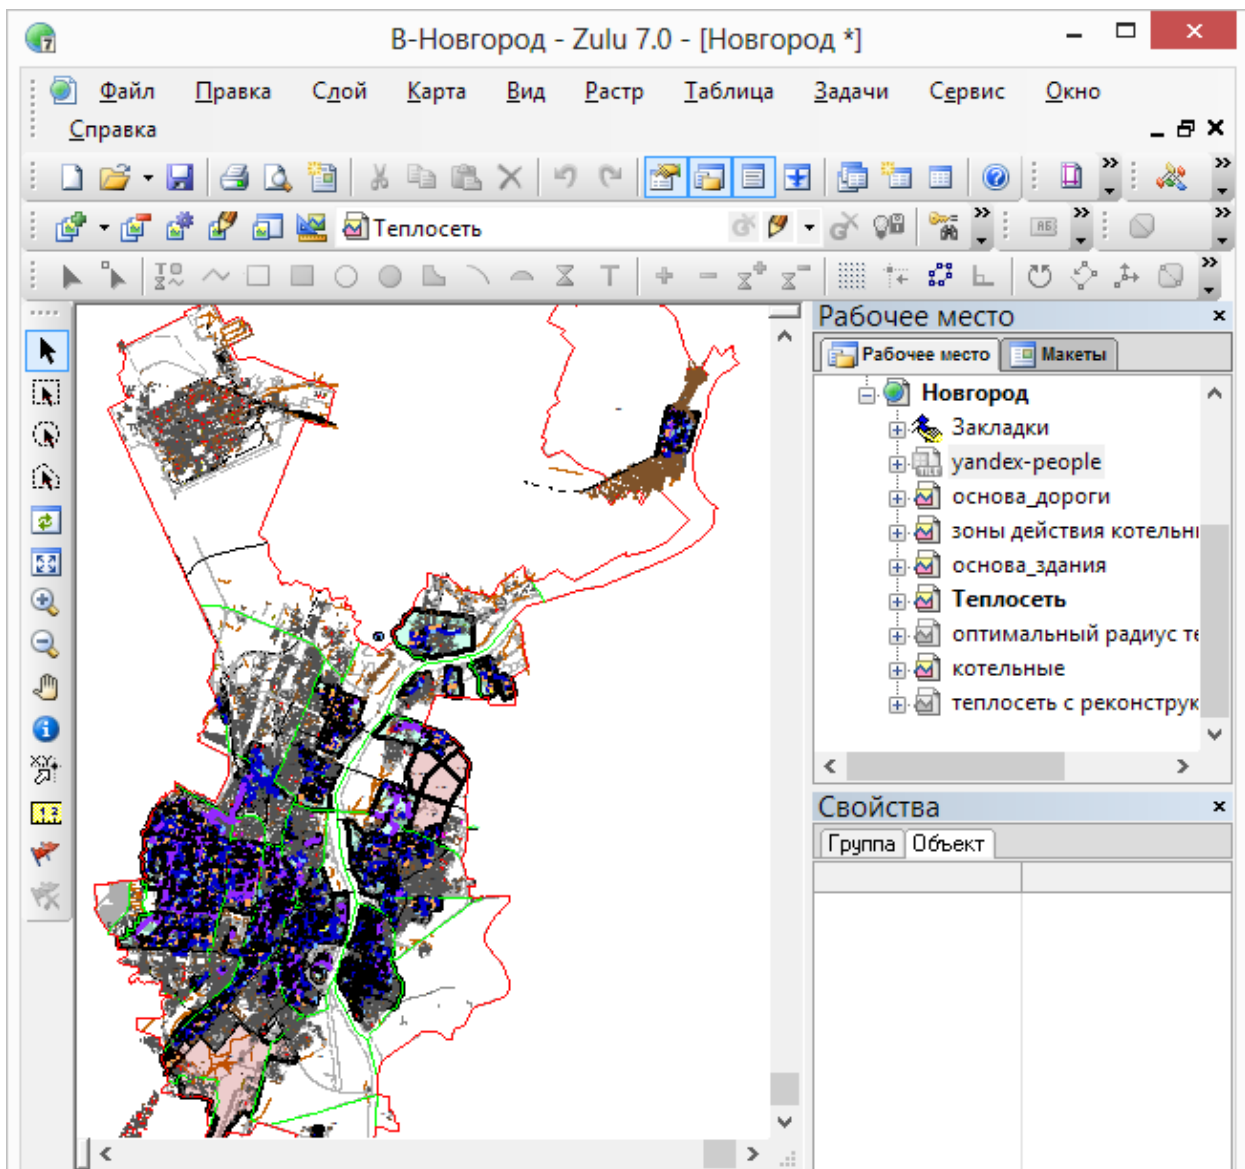 В-Новгород - Zulu 7.0 - [Новгород *]
Файл Правка Слой Карта Вид Растр Таблица Задачи Сервис Окно
Справка
Теплосеть
Рабочее место
Рабочее место Макеты
Новгород
Закладки
yandex-people
основа_дороги
зоны действия котельн
основа_здания
Теплосеть
оптимальный радиус те
котельные
теплосеть с реконструк
Свойства
Группа Объект